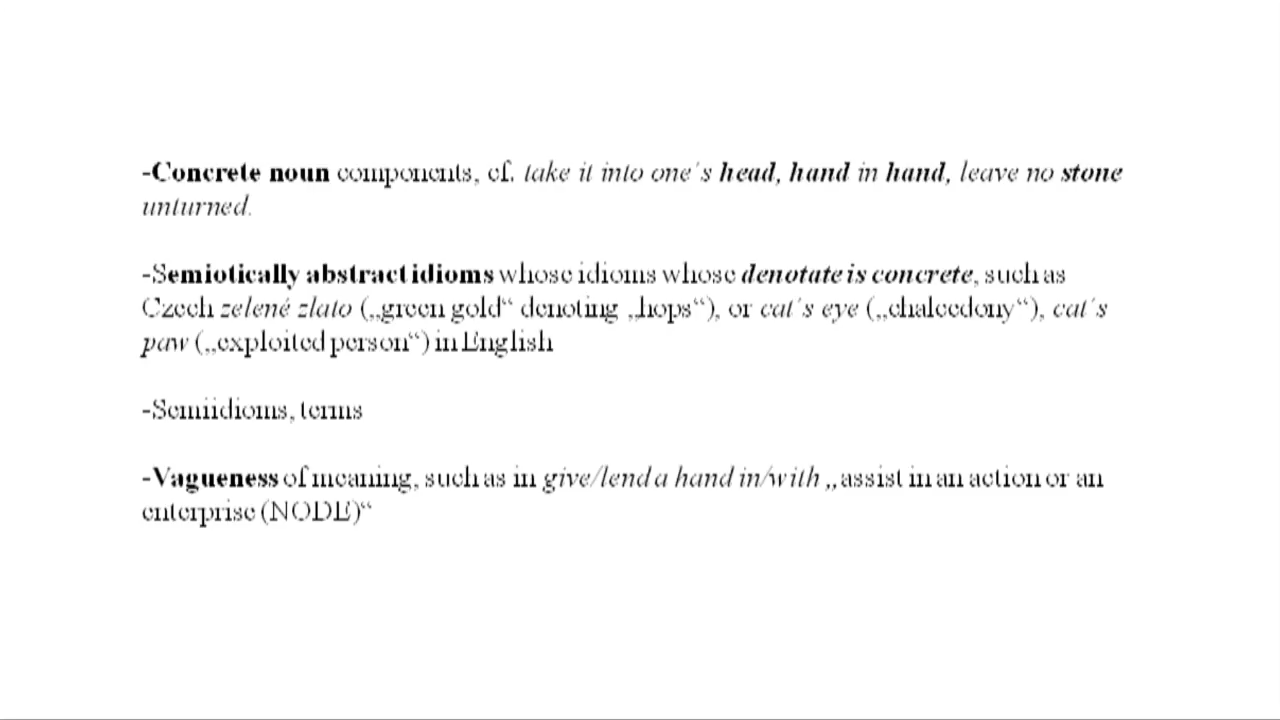 -Concrete noun components, cf. take it into one´s head, hand in hand, leave no stone
unturned.
-Semiotically abstract idioms whose idioms whose denotate is concrete, such as
Czech zelené zlato („green gold“ denoting „hops“), or cat´s eye („chalcedony“), cat´s
paw („exploited person“) in English
-Semiidioms, terms
-Vagueness of meaning, such as in give/lend a hand in/with „assist in an action or an
enterprise (NODE)“